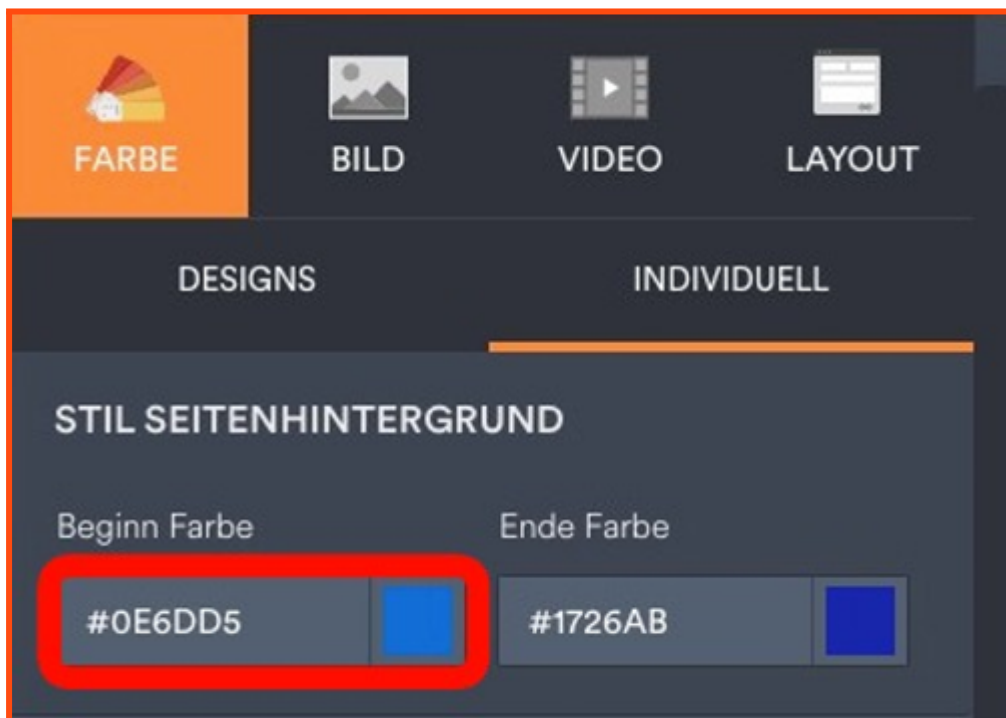 FARBE BILD VIDEO LAYOUT
DESIGNS INDIVIDUELL
STIL SEITENHINTERGRUND
Beginn Farbe Ende Farbe
#0E6DD5 #1726AB